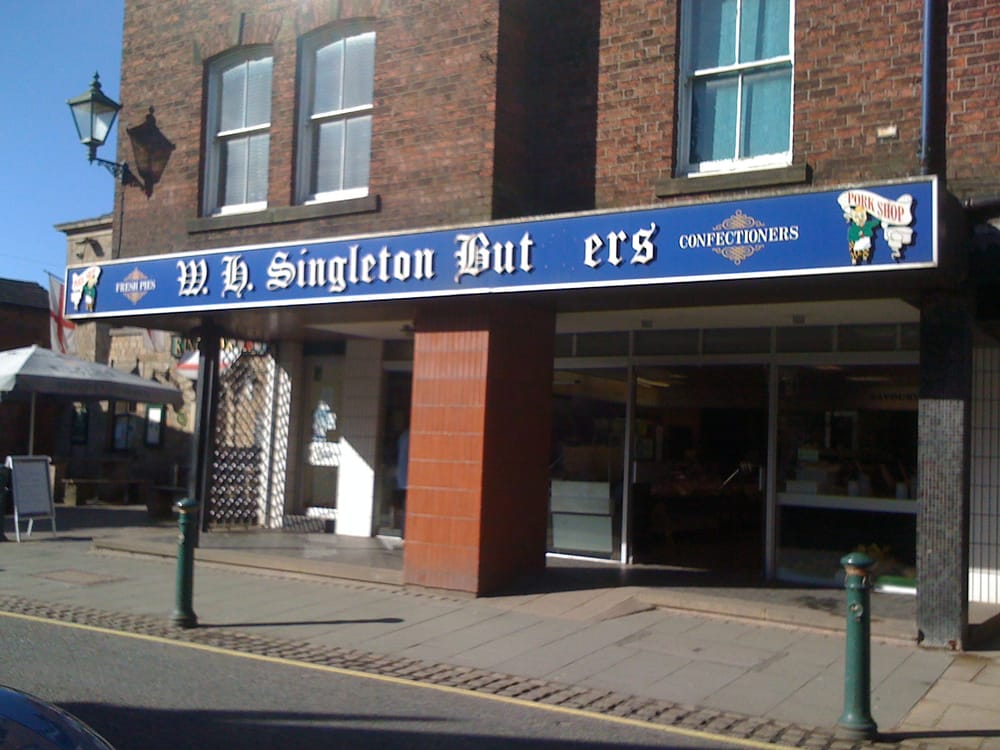 FRESH PIES
W. H. Singleton But ers
CONFECTIONERS
PORK SHOP